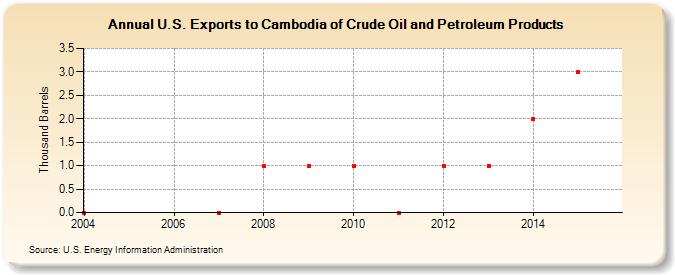 Annual U.S. Exports to Cambodia of Crude Oil and Petroleum Products
Thousand Barrels
3.5
3.0
2.5
2.0
1.5
1.0
0.5
0.0
2004 2006 2008 2010 2012 2014
Source: U.S. Energy Information Administration